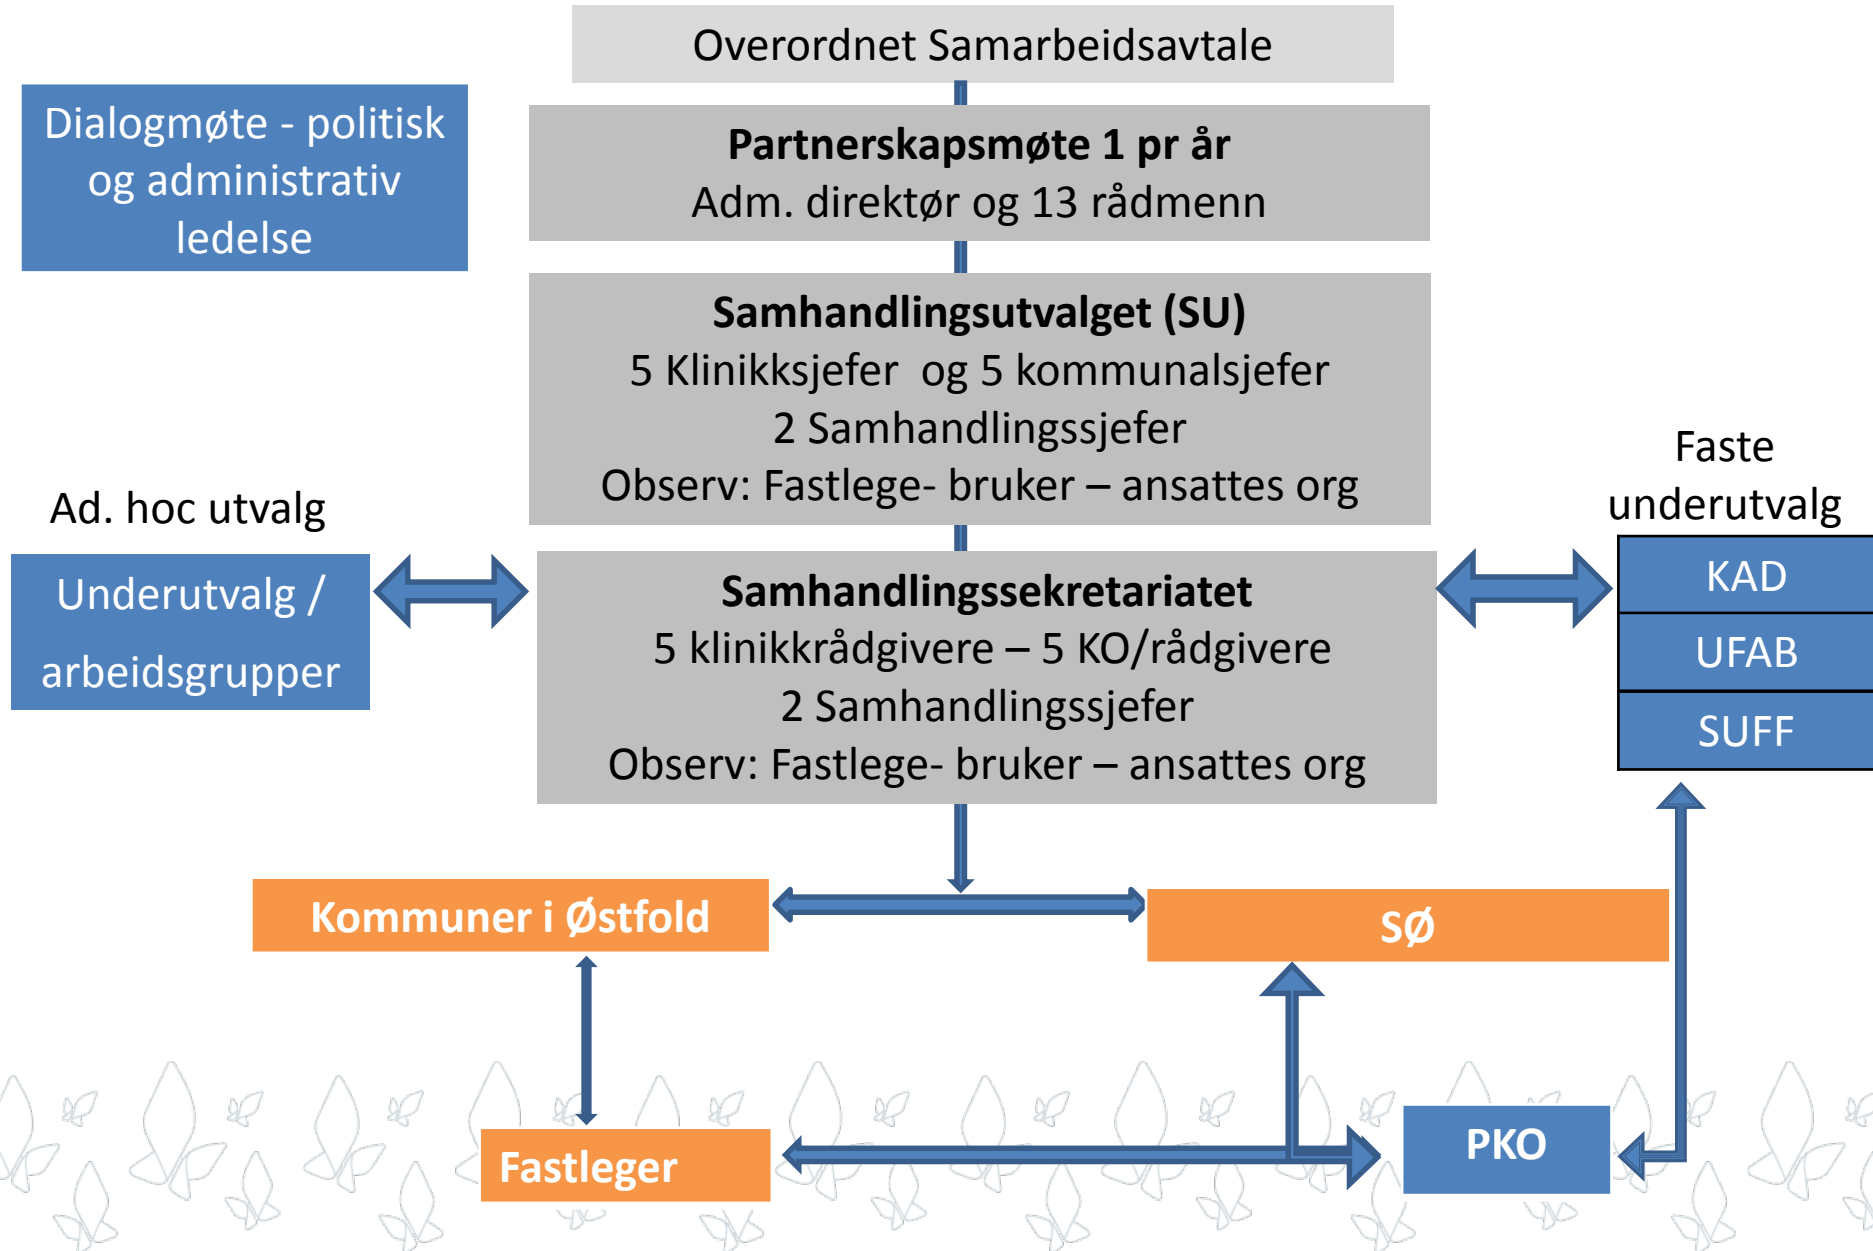 Overordnet Samarbeidsavtale
Dialogmøte - politisk
og administrativ
ledelse
Partnerskapsmøte 1 pr år
Adm. direktør og 13 rådmenn
Samhandlingsutvalget (SU)
5 Klinikksjefer og 5 kommunalsjefer
2 Samhandlingssjefer
Observ: Fastlege- bruker – ansattes org
Ad. hoc utvalg
Underutvalg /
arbeidsgrupper
Samhandlingssekretariatet
5 klinikkrådgivere – 5 KO/rådgivere
2 Samhandlingssjefer
Observ: Fastlege- bruker – ansattes org
Faste
underutvalg
KAD
UFAB
SUFF
Kommuner i Østfold
SØ
Fastleger
PKO